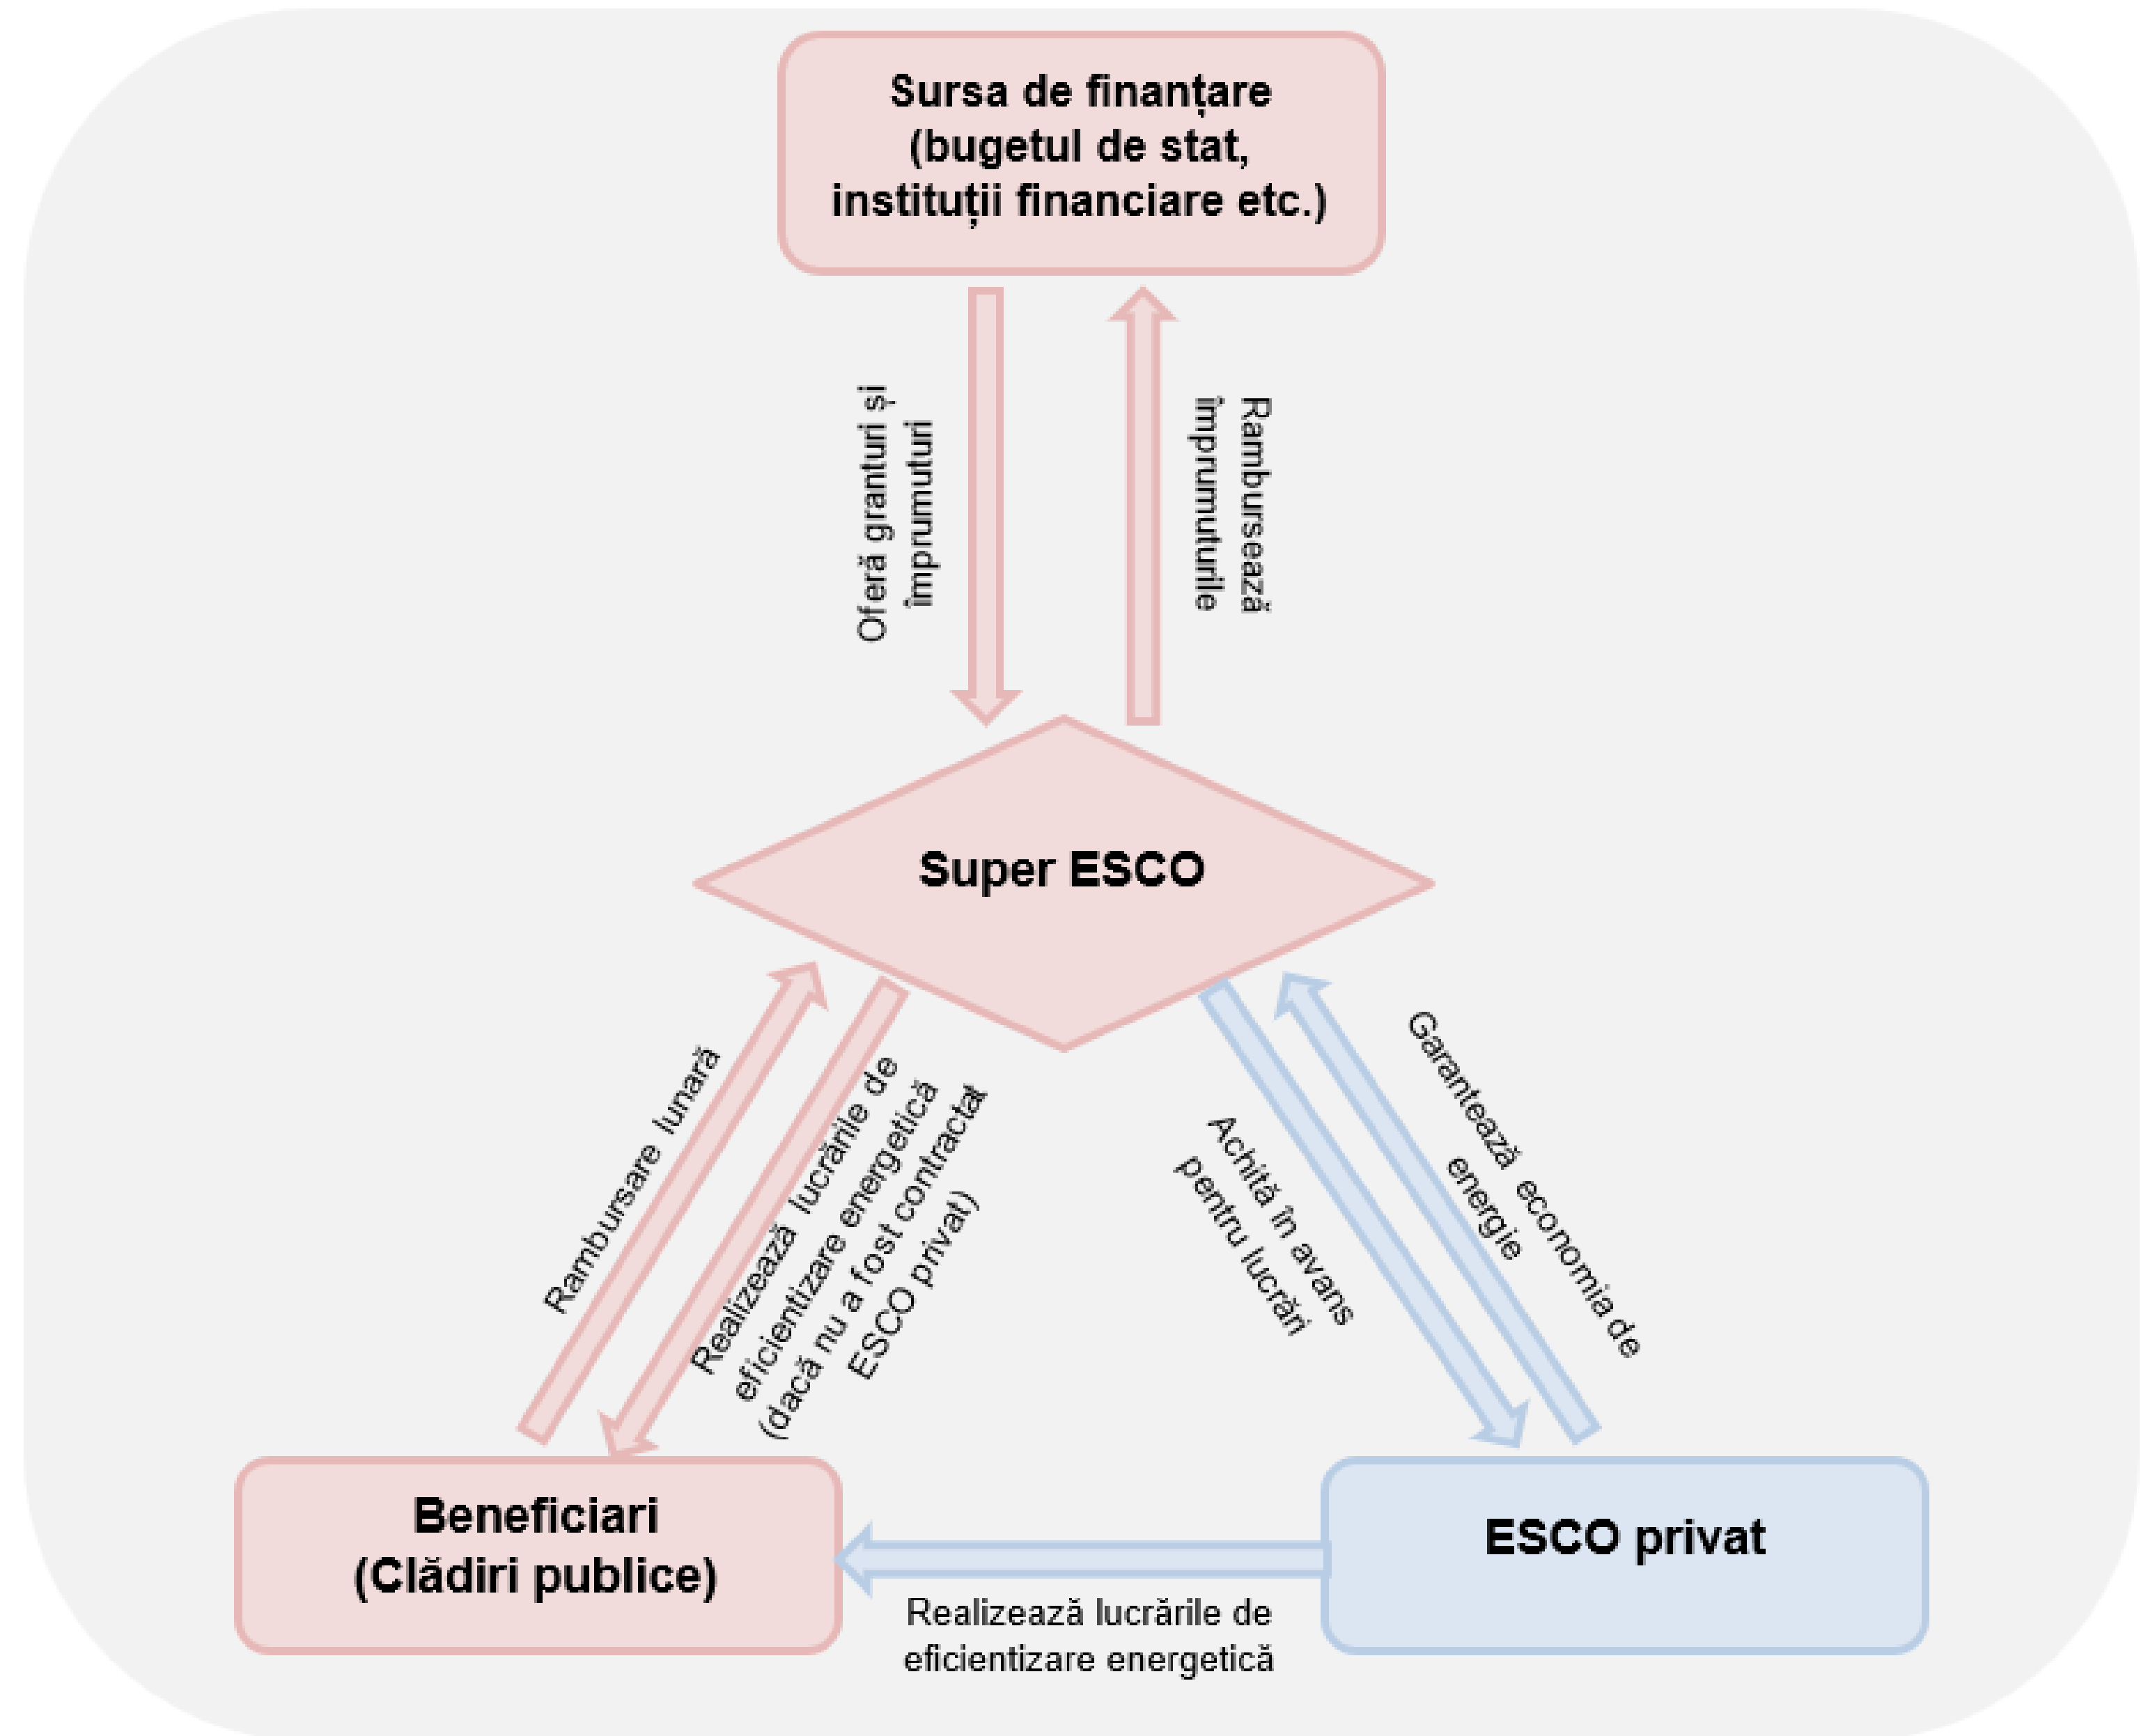 Sursa de finanțare
(bugetul de stat,
instituții financiare etc.)
Oferă granturi și
împrumuturi
Rambursează
împrumuturile
Super ESCO
Rambursare lunară
Realizează lucrările de
eficientizare energetică
(dacă nu a fost contractat
ESCO privat)
Achită în avans
pentru lucrări
Garantează economia de
energie
Beneficiari
(Clădiri publice)
ESCO privat
Realizează lucrările de
eficientizare energetică